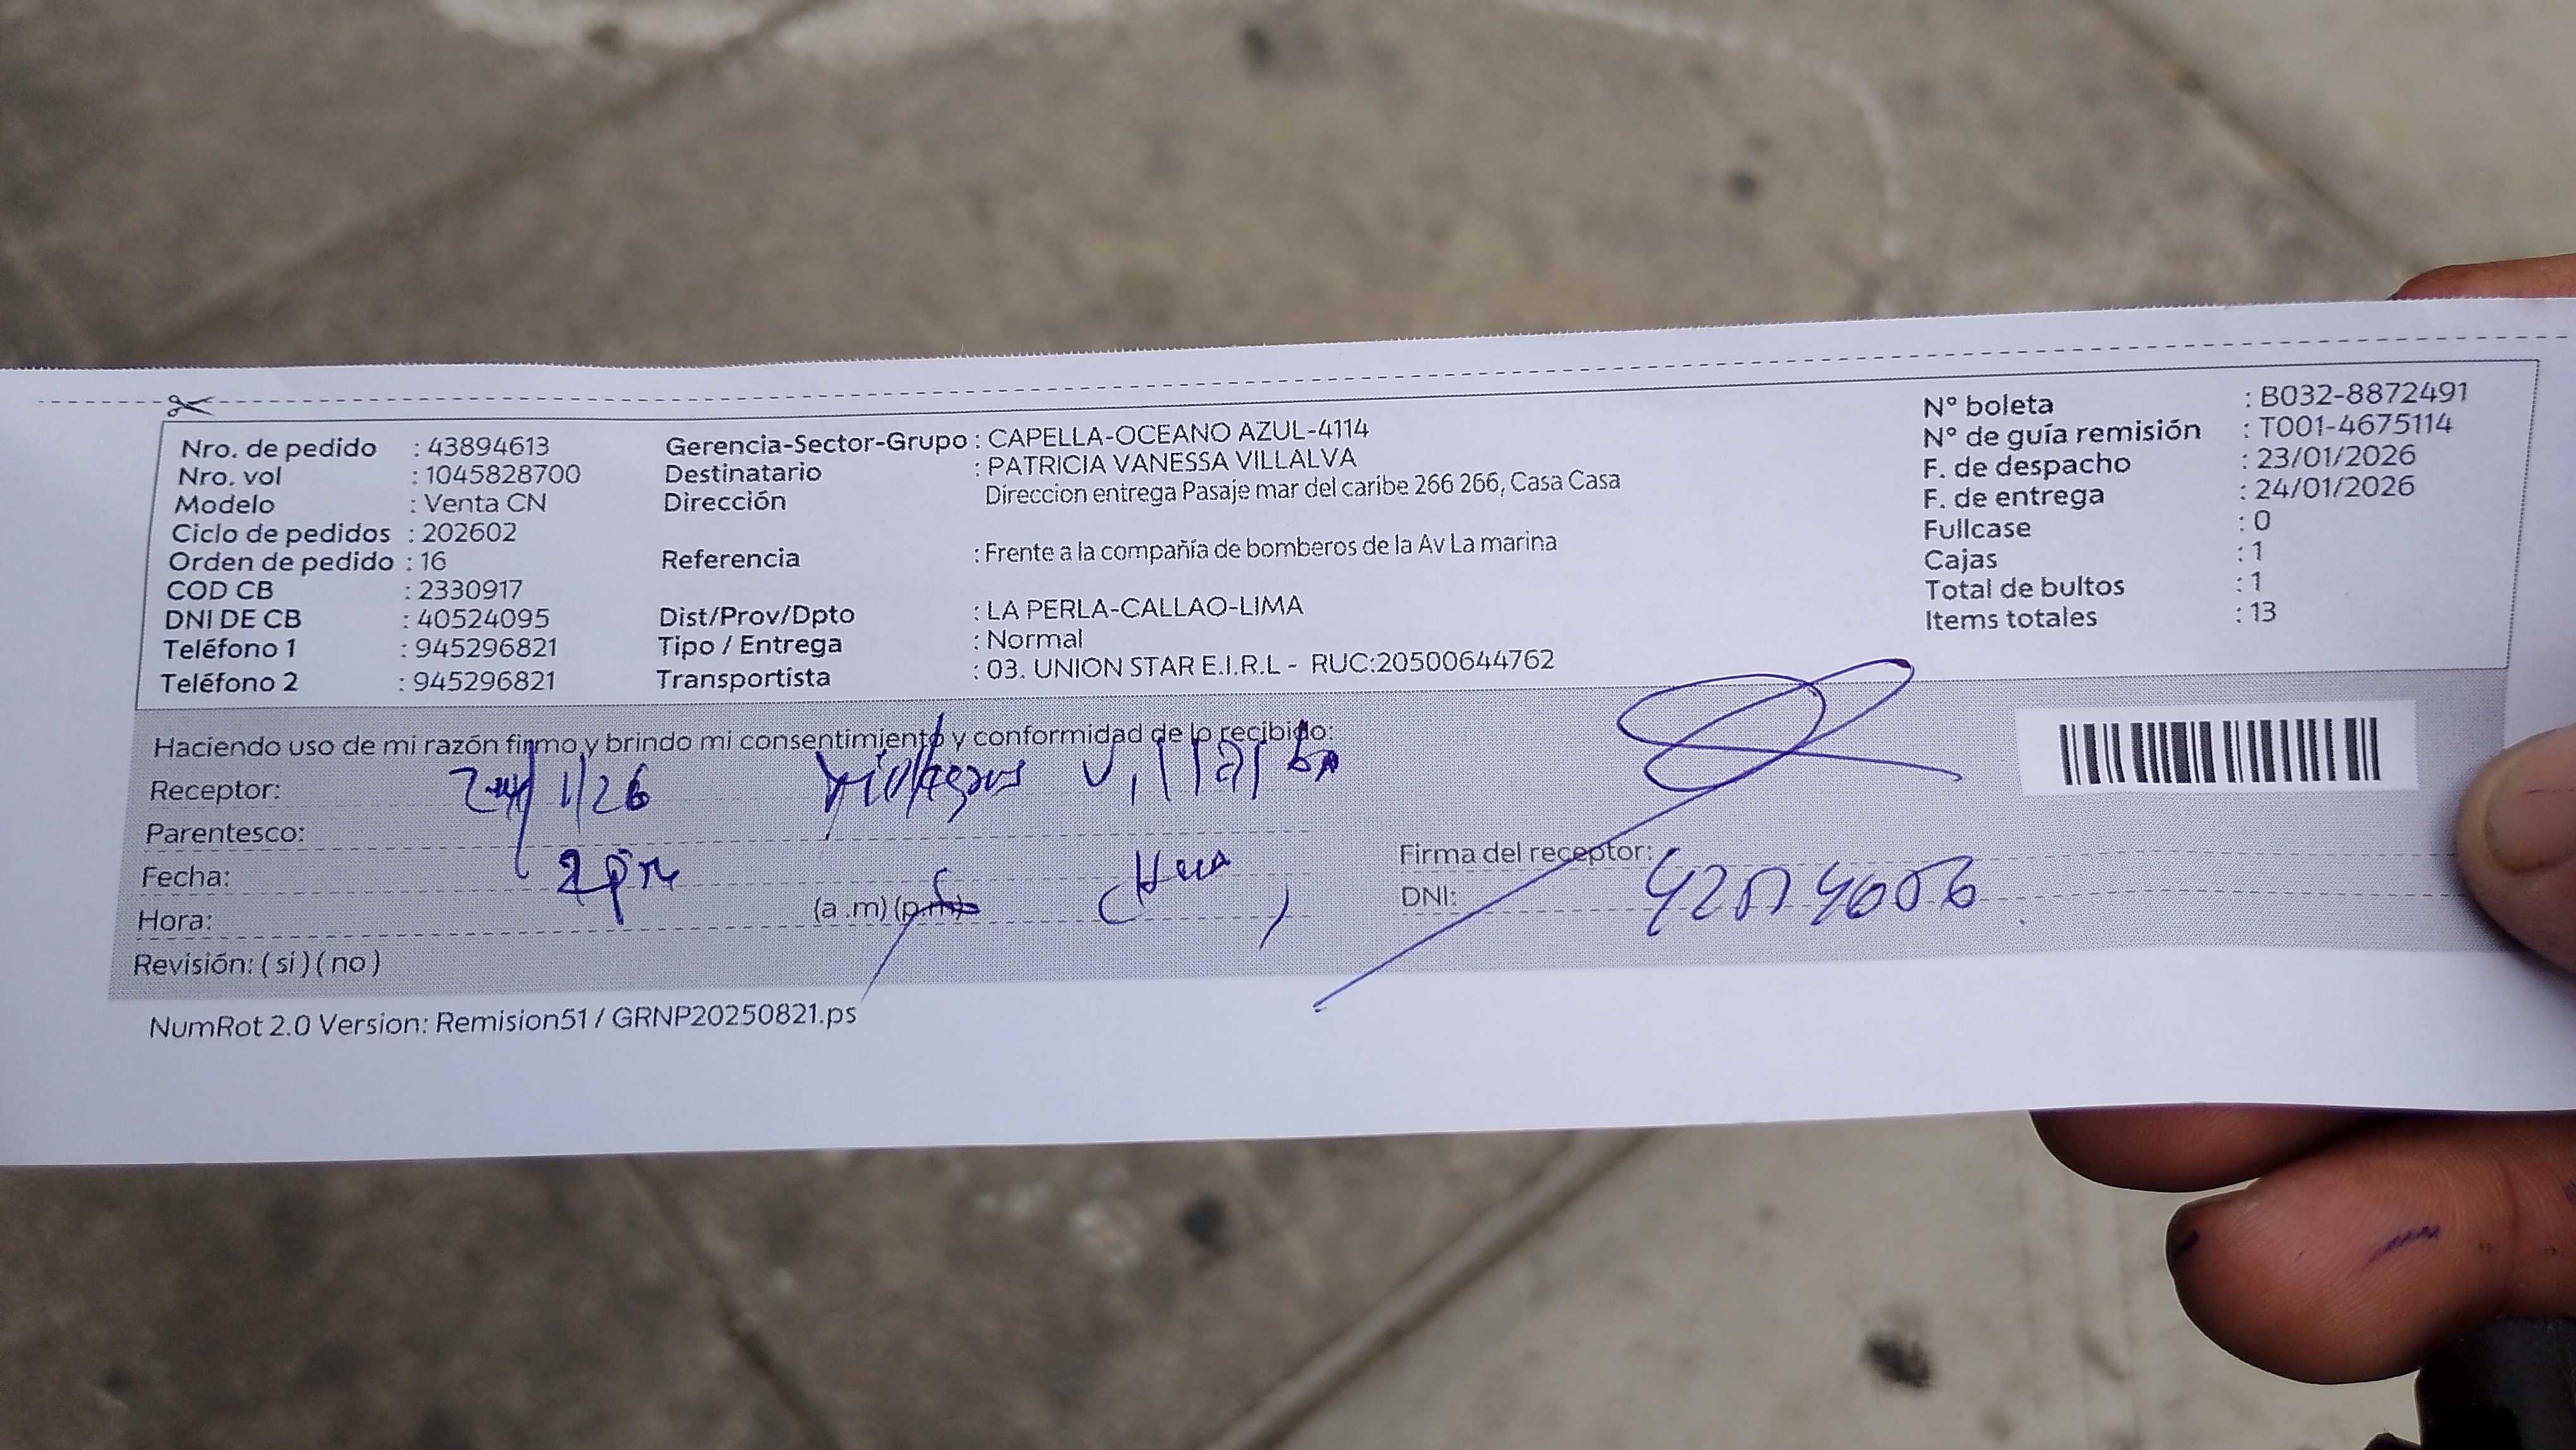 Nro. de pedido : 43894613
Nro. vol : 1045828700
Modelo : Venta CN
Ciclo de pedidos : 202602
Orden de pedido : 16
COD CB : 2330917
DNI DE CB : 40524095
Teléfono 1 : 945296821
Teléfono 2 : 945296821
Gerencia-Sector-Grupo : CAPELLA-OCEANO AZUL-4114
Destinatario : PATRICIA VANESSA VILLALVA
Dirección Direccion entrega Pasaje mar del caribe 266 266, Casa Casa
Referencia : Frente a la compañía de bomberos de la Av La marina
Dist/Prov/Dpto : LA PERLA-CALLAO-LIMA
Tipo / Entrega : Normal
Transportista : 03. UNION STAR E.I.R.L - RUC:20500644762
N° boleta : B032-8872491
N° de guía remisión : T001-4675114
F. de despacho : 23/01/2026
F. de entrega : 24/01/2026
Fullcase : 0
Cajas : 1
Total de bultos : 1
Items totales : 13
Haciendo uso de mi razón firmo y brindo mi consentimiento y conformidad de lo recibido:
Receptor: 24/1/26 Milagros Villalba
Parentesco:
Fecha: 2pm
Hora: (a .m) (p.m)
Revisión: ( si ) ( no )
Firma del receptor:
DNI:
NumRot 2.0 Version: Remision51 / GRNP20250821.ps